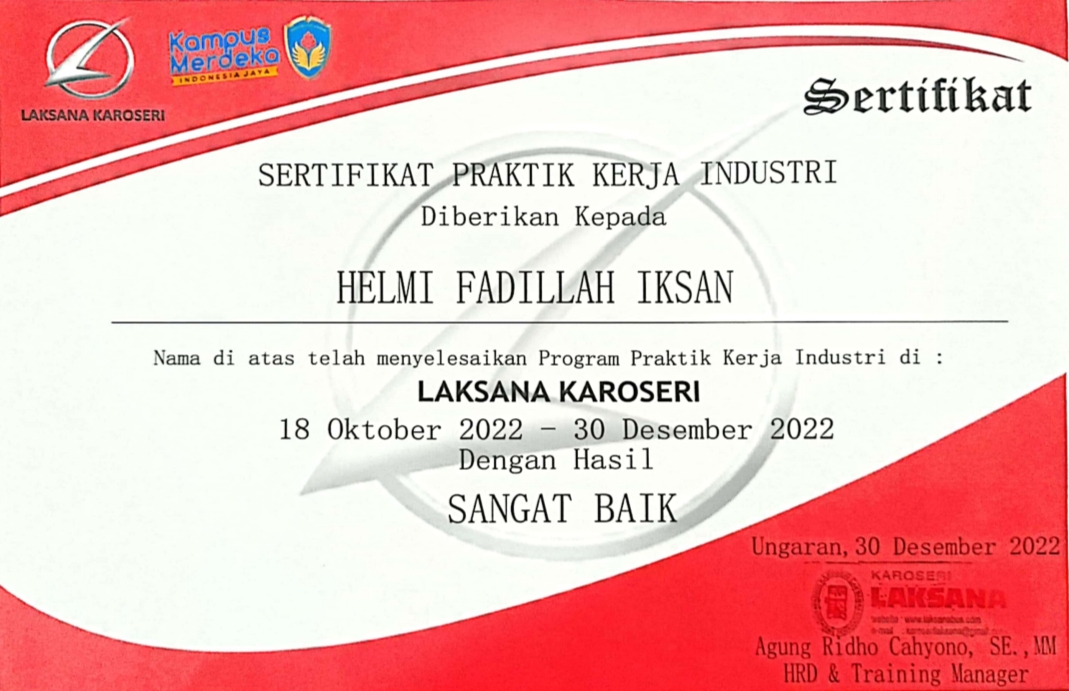 LAKSANA KAROSERI
Kampus
Merdeka
INDONESIA JAYA
Sertifikat
SERTIFIKAT PRAKTIK KERJA INDUSTRI
Diberikan Kepada
HELMI FADILLAH IKSAN
Nama di atas telah menyelesaikan Program Praktik Kerja Industri di :
LAKSANA KAROSERI
18 Oktober 2022 - 30 Desember 2022
Dengan Hasil
SANGAT BAIK
Ungaran, 30 Desember 2022
KAROSERI
LAKSANA
website : www.laksanabus.com
e-mail
Agung Ridho Cahyono, SE.,MM
HRD & Training Manager